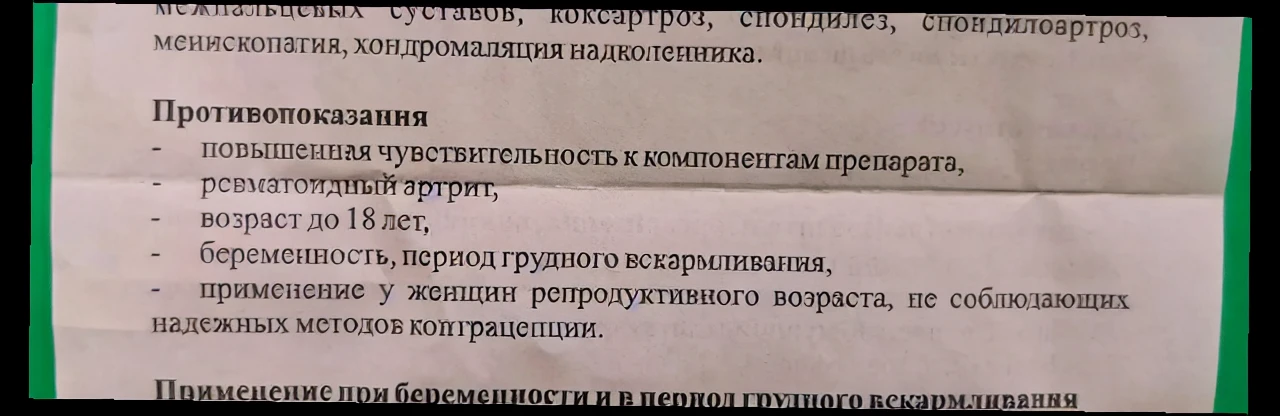 межпальцевых суставов, коксартроз, спондилез, спондилоартроз,
менископатия, хондромаляция надколенника.
Противопоказания
- повышенная чувствительность к компонентам препарата,
- ревматоидный артрит,
- возраст до 18 лет,
- беременность, период грудного вскармливания,
- применение у женщин репродуктивного возраста, не соблюдающих
надежных методов контрацепции.
Применение при беременности и в период грудного вскармливания